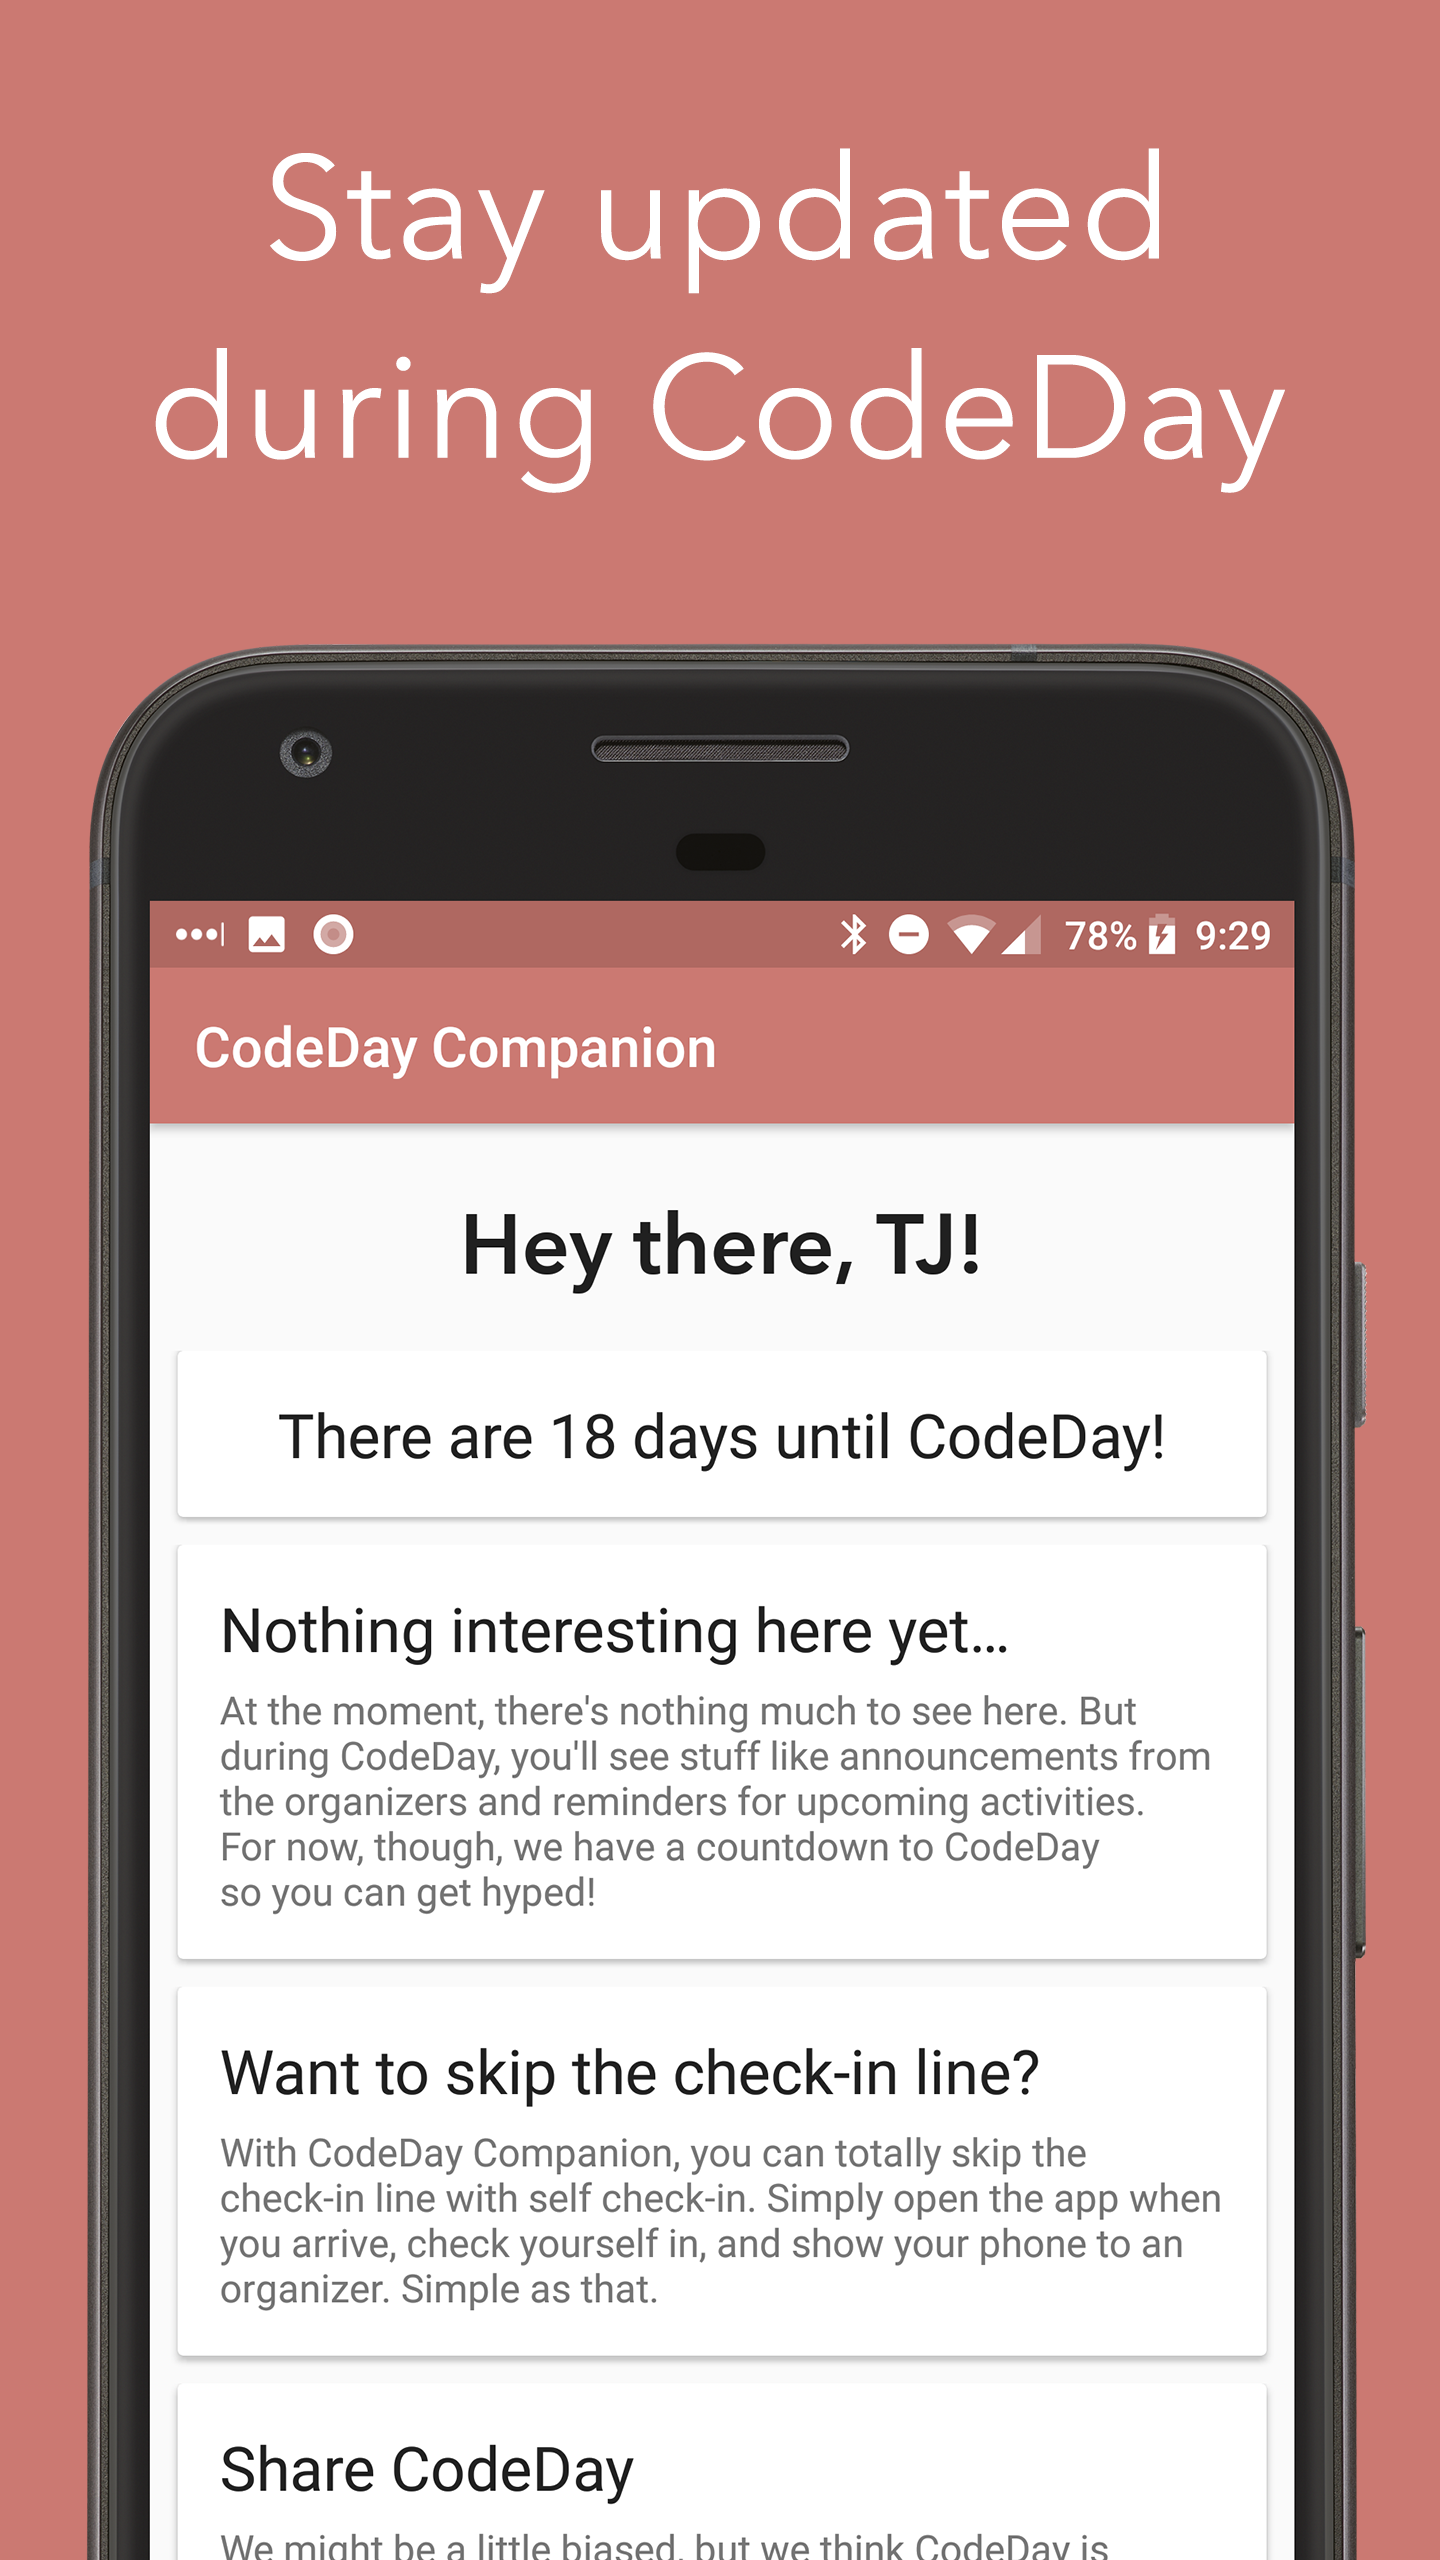 Stay updated
during CodeDay
78% 9:29
CodeDay Companion
Hey there, TJ!
There are 18 days until CodeDay!
Nothing interesting here yet...
At the moment, there's nothing much to see here. But
during CodeDay, you'll see stuff like announcements from
the organizers and reminders for upcoming activities.
For now, though, we have a countdown to CodeDay
so you can get hyped!
Want to skip the check-in line?
With CodeDay Companion, you can totally skip the
check-in line with self check-in. Simply open the app when
you arrive, check yourself in, and show your phone to an
organizer. Simple as that.
Share CodeDay
We might be a little biased, but we think CodeDay is